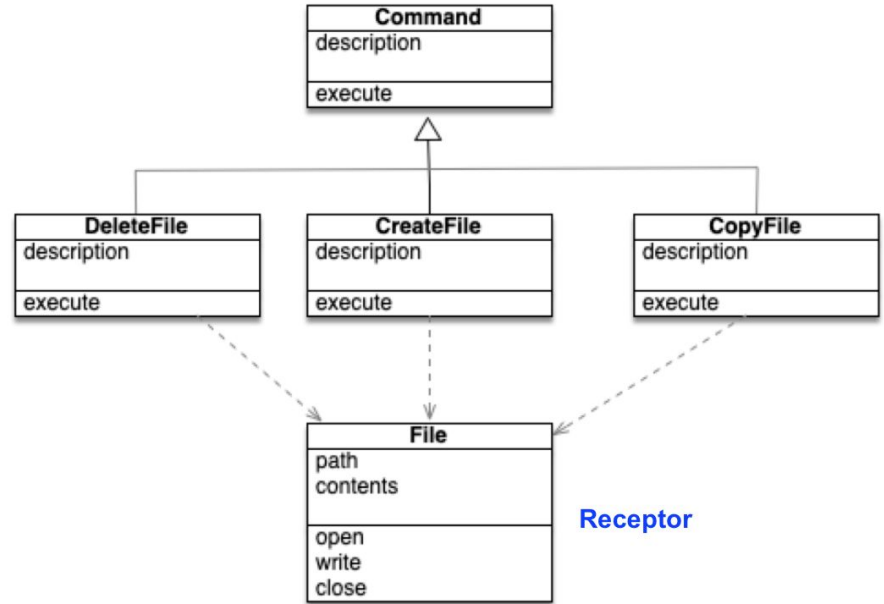 Command
description
execute
DeleteFile
description
execute
CreateFile
description
execute
CopyFile
description
execute
File
path
contents
open
write
close
Receptor